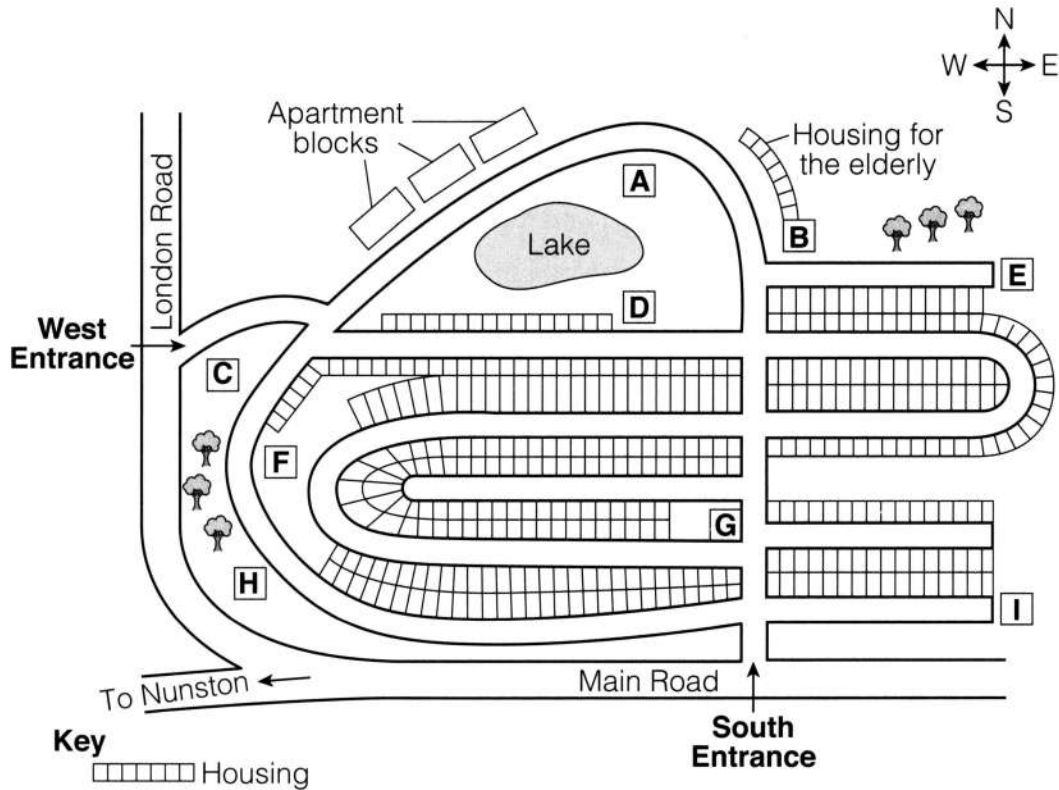 N
W E
S
Apartment
blocks
Housing for
the elderly
London Road
A
B
Lake
E
D
West
Entrance
C
F
G
H
I
To Nunston
Main Road
South
Entrance
Key
Housing